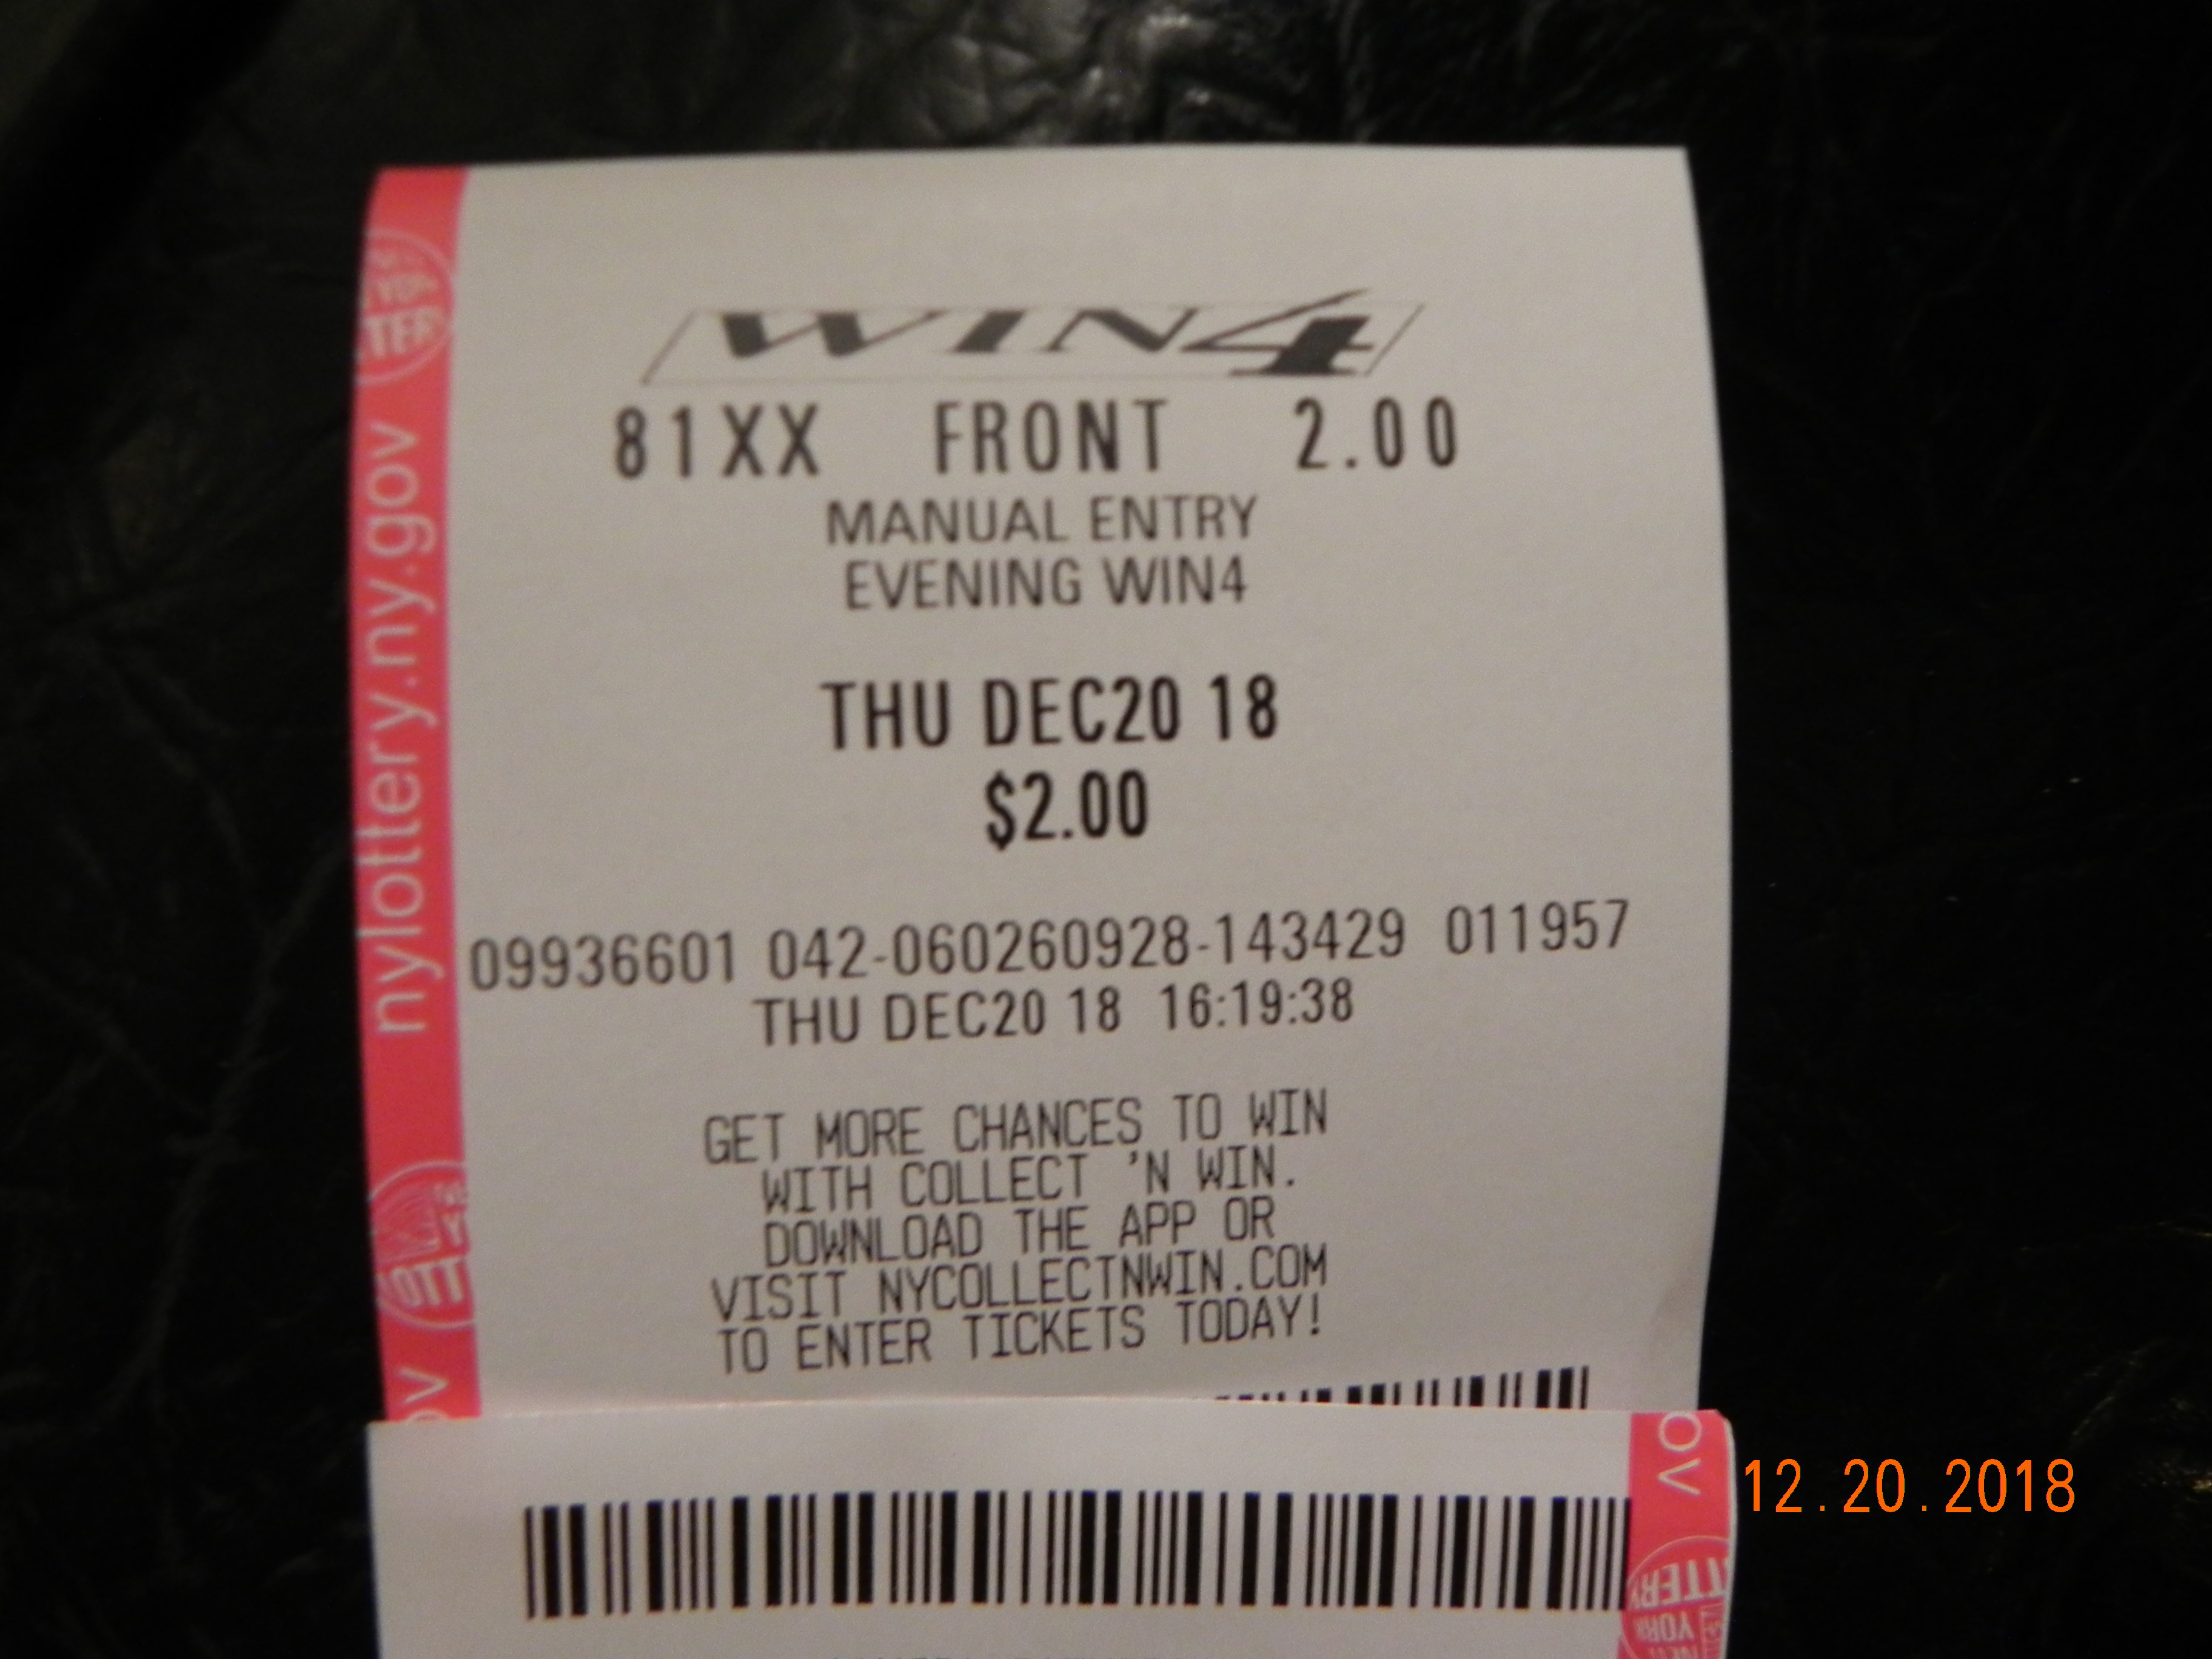 WIN4
81XX FRONT 2.00
MANUAL ENTRY
EVENING WIN4
THU DEC20 18
$2.00
09936601 042-060260928-143429 011957
THU DEC20 18 16:19:38
GET MORE CHANCES TO WIN
WITH COLLECT 'N WIN.
DOWNLOAD THE APP OR
VISIT NYCOLLECTNWIN.COM
TO ENTER TICKETS TODAY!
nylottery.ny.gov
ov
12.20.2018